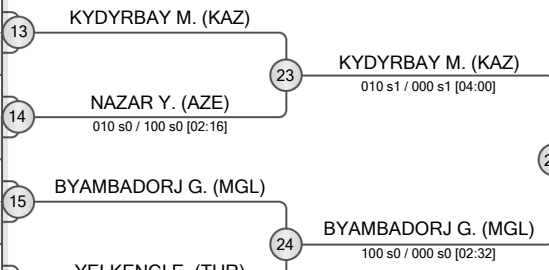 KYDYRBAY M. (KAZ)
13
23
KYDYRBAY M. (KAZ)
010 s1 / 000 s1 [04:00]
NAZAR Y. (AZE)
14
010 s0 / 100 s0 [02:16]
15
BYAMBADORJ G. (MGL)
24
BYAMBADORJ G. (MGL)
100 s0 / 000 s0 [02:32]